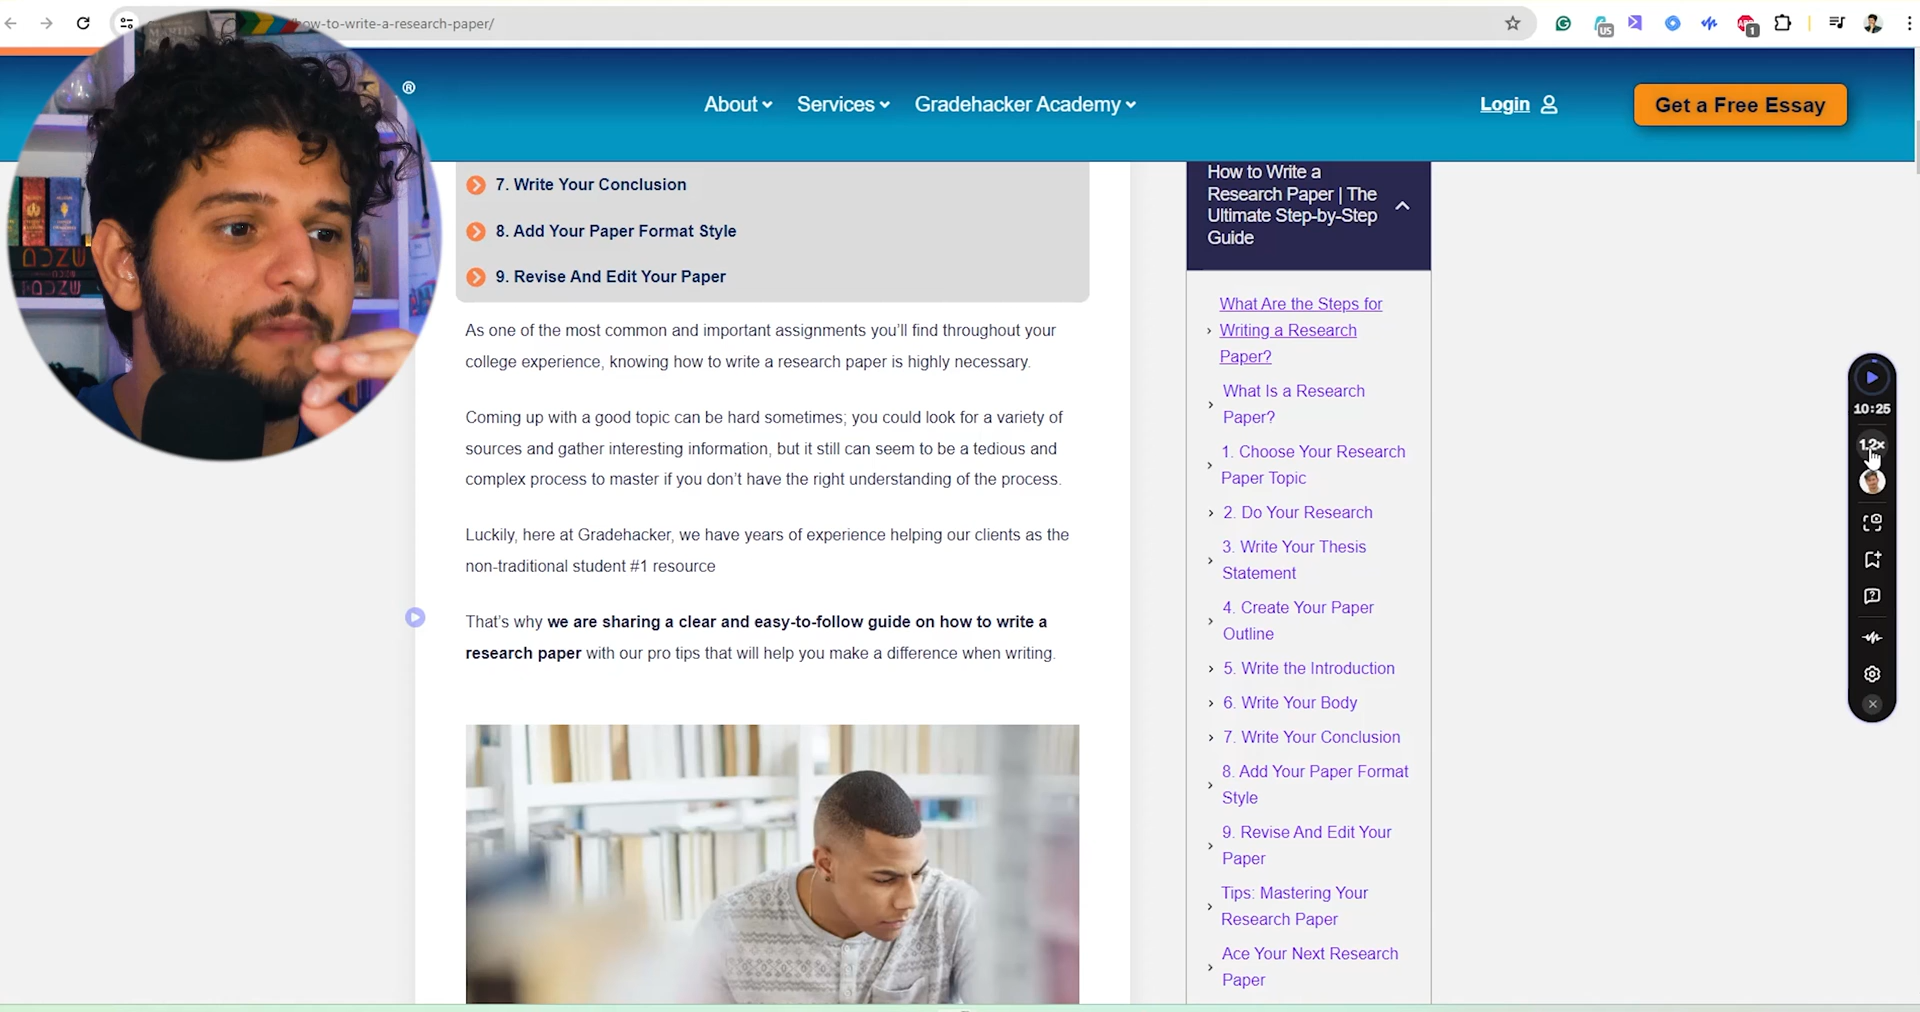 how-to-write-a-research-paper/
US
1
®
About
Services
Gradehacker Academy
Login
Get a Free Essay
7. Write Your Conclusion
8. Add Your Paper Format Style
9. Revise And Edit Your Paper
As one of the most common and important assignments you'll find throughout your
college experience, knowing how to write a research paper is highly necessary.
Coming up with a good topic can be hard sometimes; you could look for a variety of
sources and gather interesting information, but it still can seem to be a tedious and
complex process to master if you don't have the right understanding of the process.
Luckily, here at Gradehacker, we have years of experience helping our clients as the
non-traditional student #1 resource
That's why we are sharing a clear and easy-to-follow guide on how to write a
research paper with our pro tips that will help you make a difference when writing.
How to Write a
Research Paper | The
Ultimate Step-by-Step
Guide
What Are the Steps for
Writing a Research
Paper?
What Is a Research
Paper?
1. Choose Your Research
Paper Topic
2. Do Your Research
3. Write Your Thesis
Statement
4. Create Your Paper
Outline
5. Write the Introduction
6. Write Your Body
7. Write Your Conclusion
8. Add Your Paper Format
Style
9. Revise And Edit Your
Paper
Tips: Mastering Your
Research Paper
Ace Your Next Research
Paper
10:25
1.2×